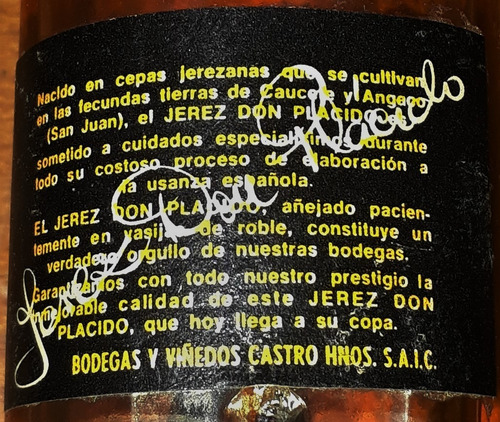 Nacido en cepas jerezanas que se cultivan
en las fecundas tierras de Caucete y Angaco
(San Juan), el JEREZ DON PLACIDO es
sometido a cuidados especialísimos durante
todo su costoso proceso de elaboración a
la usanza española.
EL JEREZ DON PLACIDO, añejado pacien-
temente en vasijas de roble, constituye un
verdadero orgullo de nuestras bodegas.
Garantizamos con todo nuestro prestigio la
inmejorable calidad de este JEREZ DON
PLACIDO, que hoy llega a su copa.
BODEGAS Y VIÑEDOS CASTRO HNOS. S.A.I.C.
Jerez Don Placido